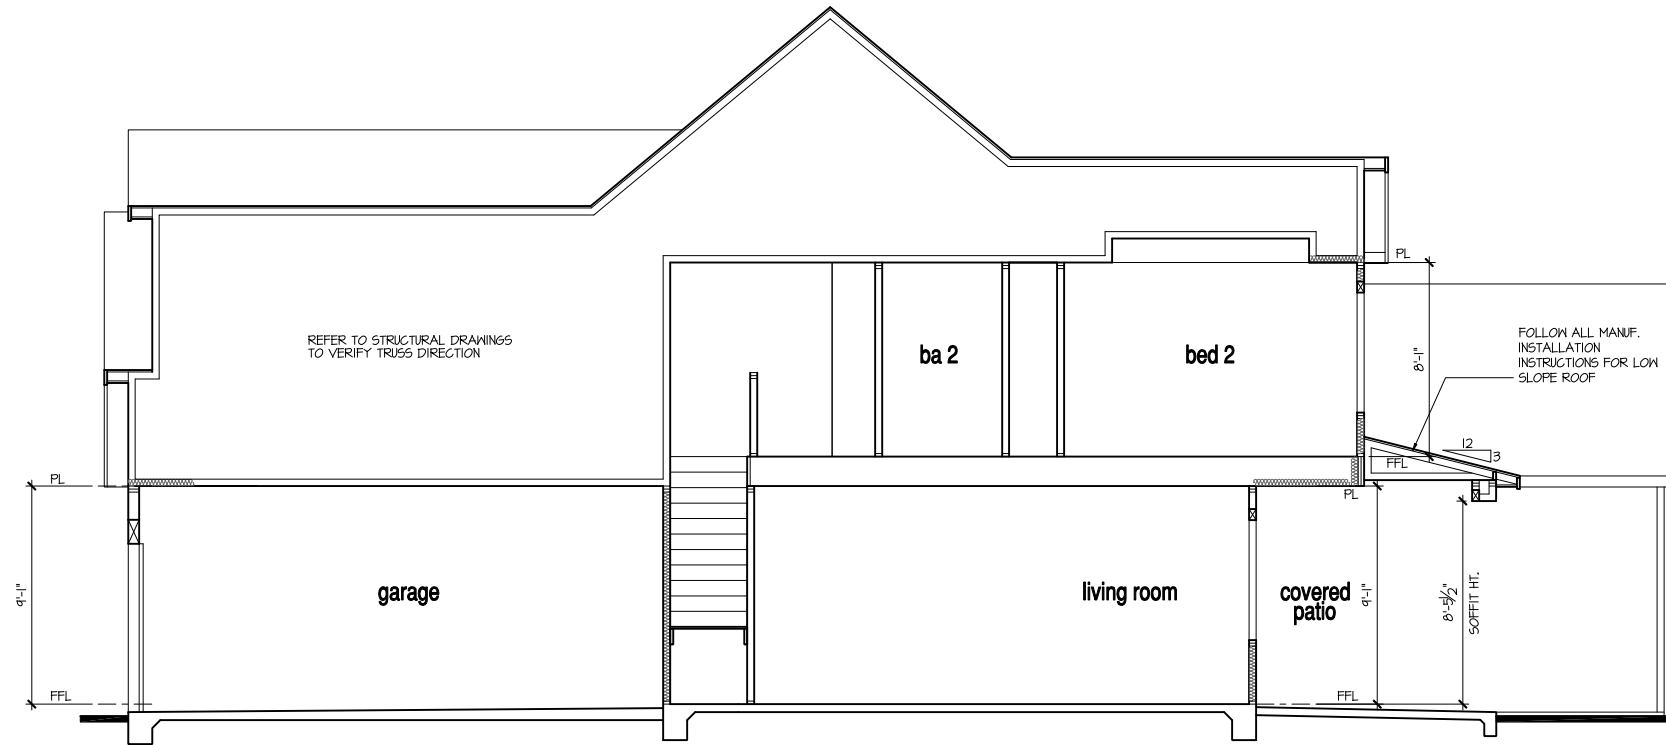 PL
REFER TO STRUCTURAL DRAWINGS
TO VERIFY TRUSS DIRECTION
ba 2
bed 2
8'-1"
FOLLOW ALL MANUF.
INSTALLATION
INSTRUCTIONS FOR LOW
SLOPE ROOF
12
3
FFL
PL
PL
9'-1"
garage
living room
covered
patio
9'-1"
8'-5 1/2"
SOFFIT HT.
FFL
FFL